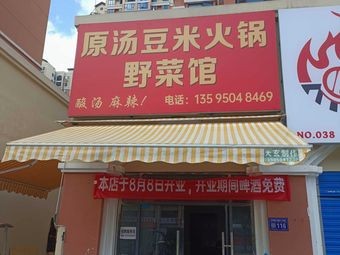 原汤豆米火锅
野菜馆
酸汤 麻辣！ 电话：135 9504 8469
NO.038
本店于8月8日开业，开业期间啤酒免费
116